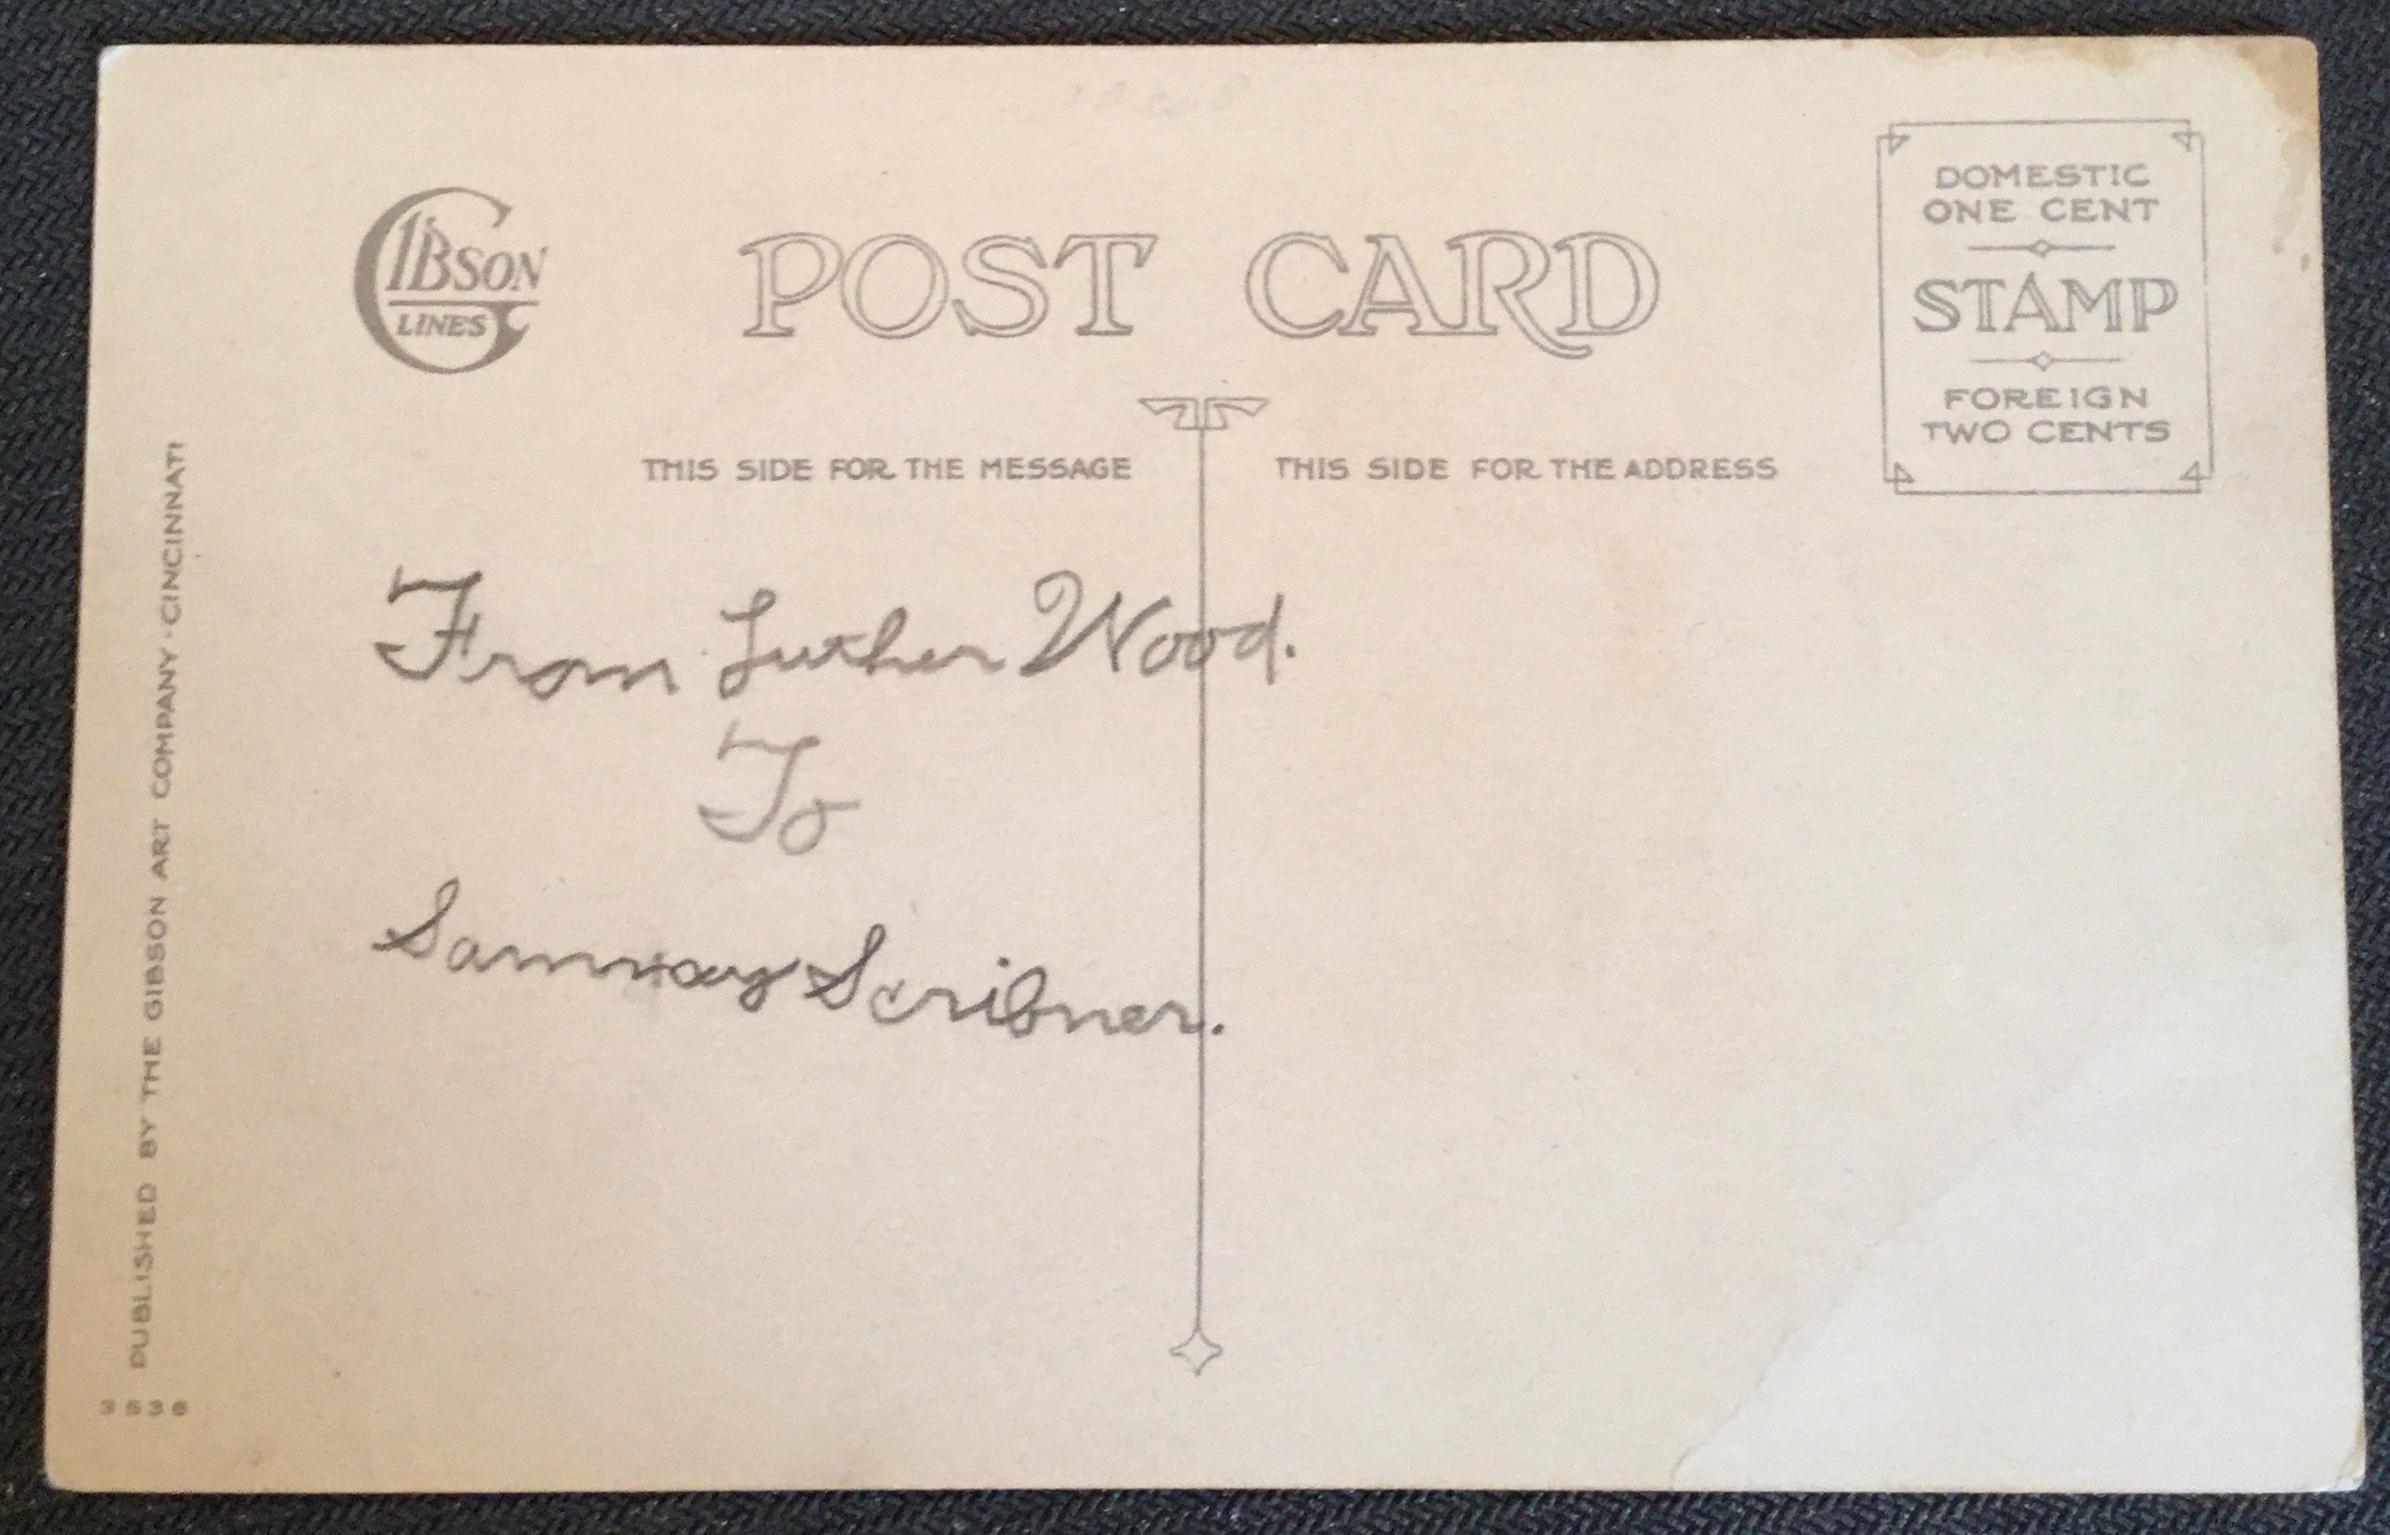 GIBSON
LINES
POST CARD
DOMESTIC
ONE CENT
STAMP
FOREIGN
TWO CENTS
THIS SIDE FOR THE MESSAGE
THIS SIDE FOR THE ADDRESS
From Luther Wood.
To
Scribner.
PUBLISHED BY THE GIBSON ART COMPANY · CINCINNATI